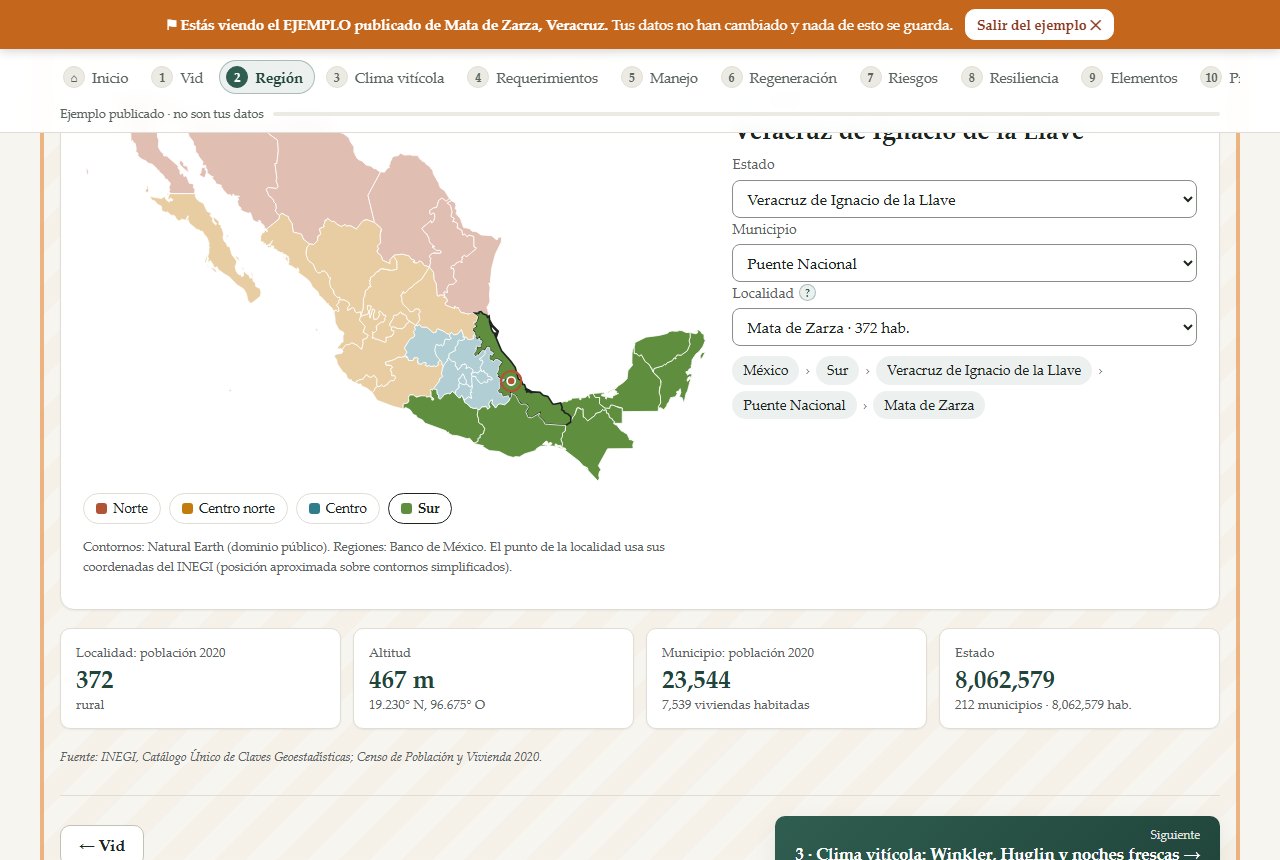 ⚑ Estás viendo el EJEMPLO publicado de Mata de Zarza, Veracruz. Tus datos no han cambiado y nada de esto se guarda. Salir del ejemplo ✕
⌂ Inicio 1 Vid 2 Región 3 Clima vitícola 4 Requerimientos 5 Manejo 6 Regeneración 7 Riesgos 8 Resiliencia 9 Elementos 10
Ejemplo publicado · no son tus datos
Veracruz de Ignacio de la Llave
Estado
Veracruz de Ignacio de la Llave
Municipio
Puente Nacional
Localidad ?
Mata de Zarza · 372 hab.
México › Sur › Veracruz de Ignacio de la Llave ›
Puente Nacional › Mata de Zarza
Norte Centro norte Centro Sur
Contornos: Natural Earth (dominio público). Regiones: Banco de México. El punto de la localidad usa sus
coordenadas del INEGI (posición aproximada sobre contornos simplificados).
Localidad: población 2020
372
rural
Altitud
467 m
19.230° N, 96.675° O
Municipio: población 2020
23,544
7,539 viviendas habitadas
Estado
8,062,579
212 municipios · 8,062,579 hab.
Fuente: INEGI, Catálogo Único de Claves Geoestadísticas; Censo de Población y Vivienda 2020.
← Vid
Siguiente
3 · Clima vitícola: Winkler, Huglin y noches frescas →